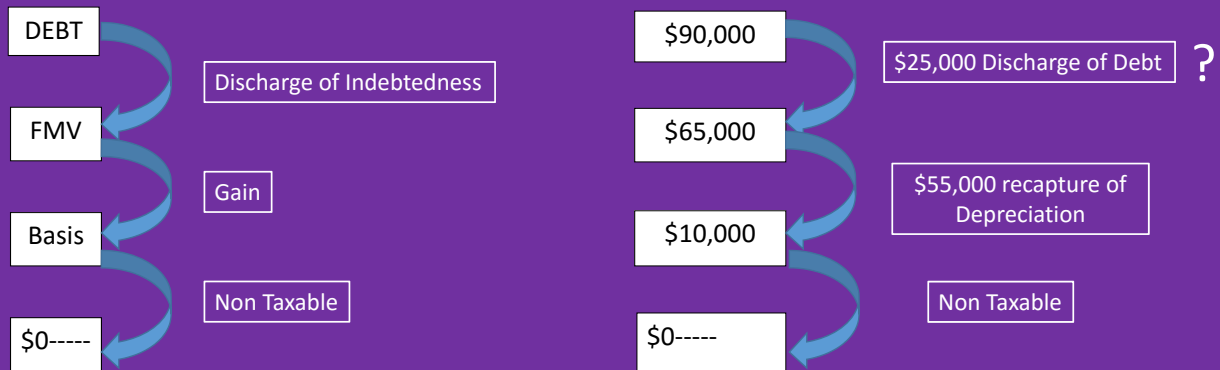 DEBT
Discharge of Indebtedness
FMV
Gain
Basis
Non Taxable
$0-----
$90,000
$25,000 Discharge of Debt
?
$65,000
$55,000 recapture of
Depreciation
$10,000
Non Taxable
$0-----